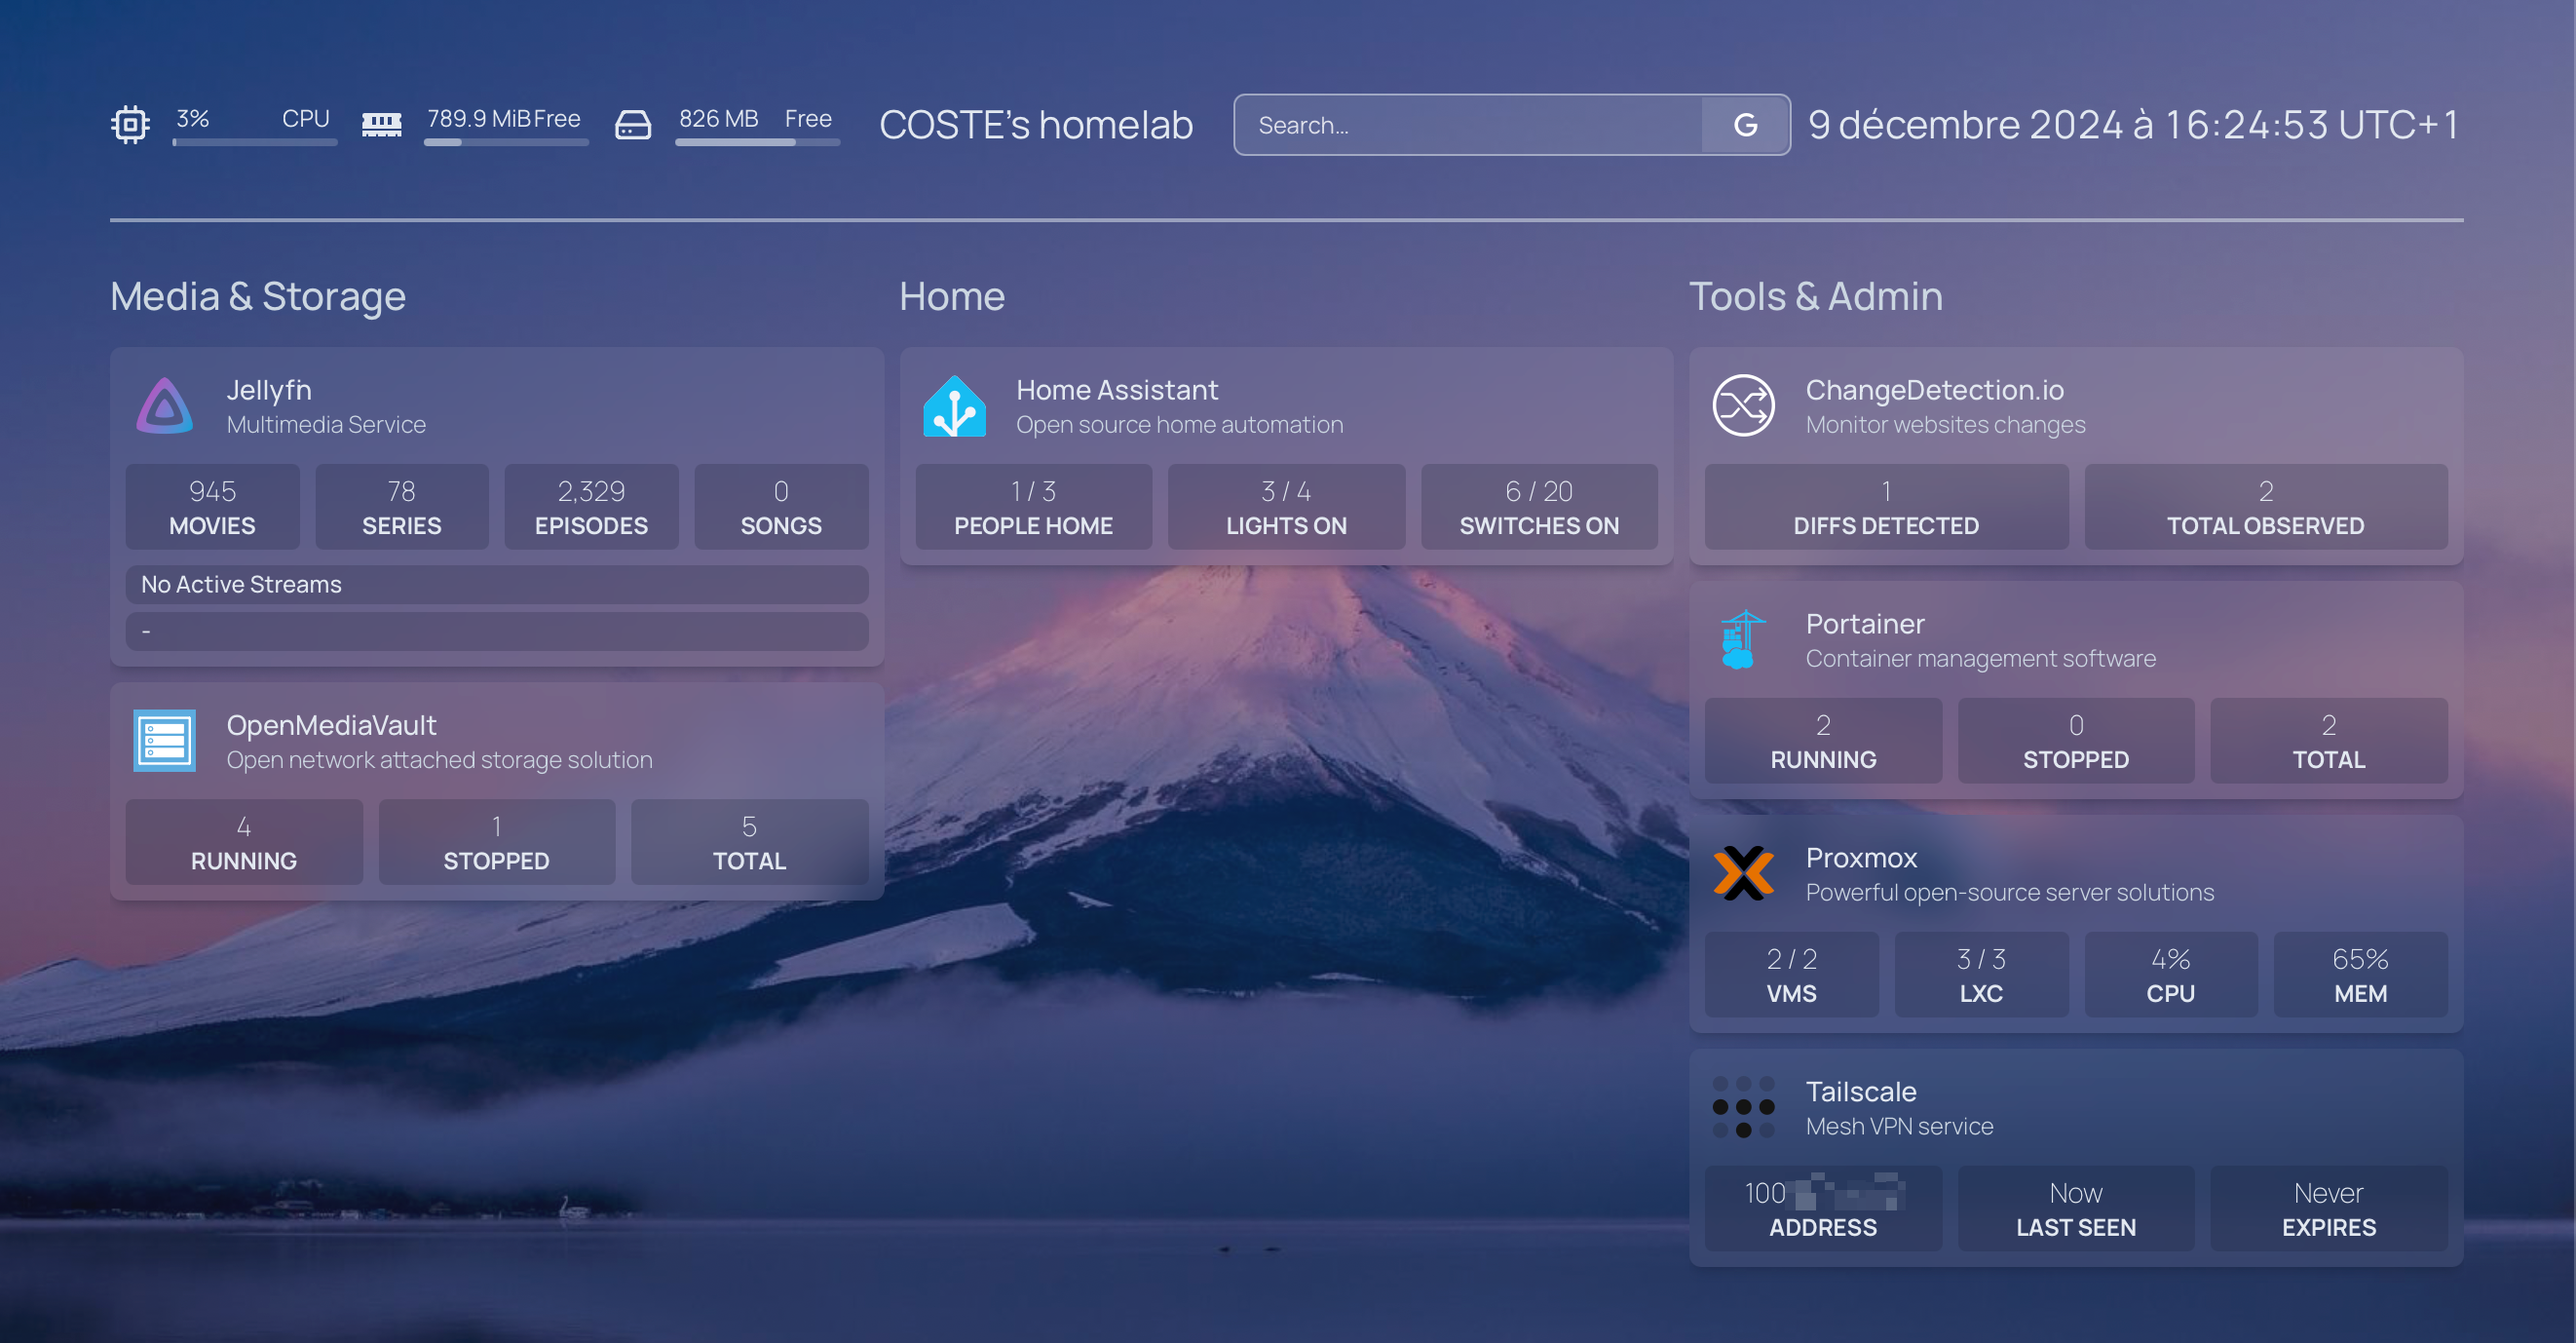 3% CPU 789.9 MiB Free 826 MB Free COSTE's homelab Search... G 9 décembre 2024 à 16:24:53 UTC+1
Media & Storage
Jellyfin
Multimedia Service
945 78 2,329 0
MOVIES SERIES EPISODES SONGS
No Active Streams
-
OpenMediaVault
Open network attached storage solution
4 1 5
RUNNING STOPPED TOTAL
Home
Home Assistant
Open source home automation
1 / 3 3 / 4 6 / 20
PEOPLE HOME LIGHTS ON SWITCHES ON
Tools & Admin
ChangeDetection.io
Monitor websites changes
1 2
DIFFS DETECTED TOTAL OBSERVED
Portainer
Container management software
2 0 2
RUNNING STOPPED TOTAL
Proxmox
Powerful open-source server solutions
2 / 2 3 / 3 4% 65%
VMS LXC CPU MEM
Tailscale
Mesh VPN service
100 Now Never
ADDRESS LAST SEEN EXPIRES